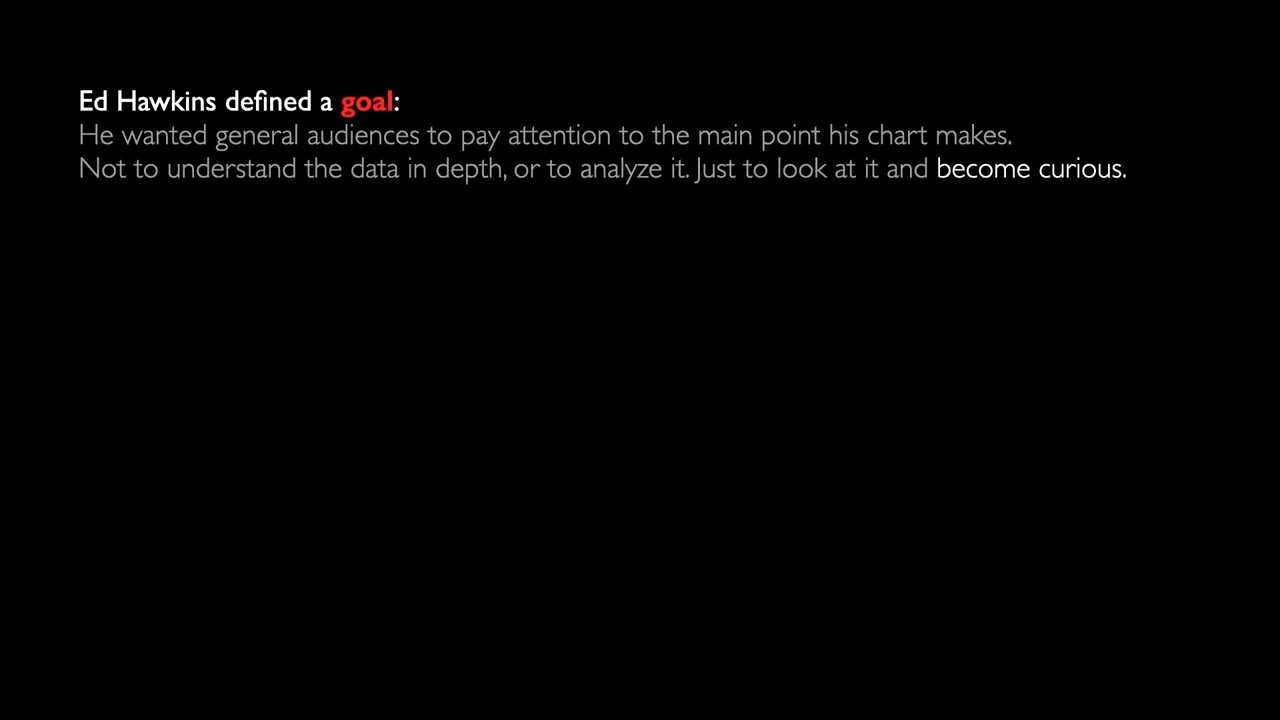 Ed Hawkins defined a goal:
He wanted general audiences to pay attention to the main point his chart makes.
Not to understand the data in depth, or to analyze it. Just to look at it and become curious.